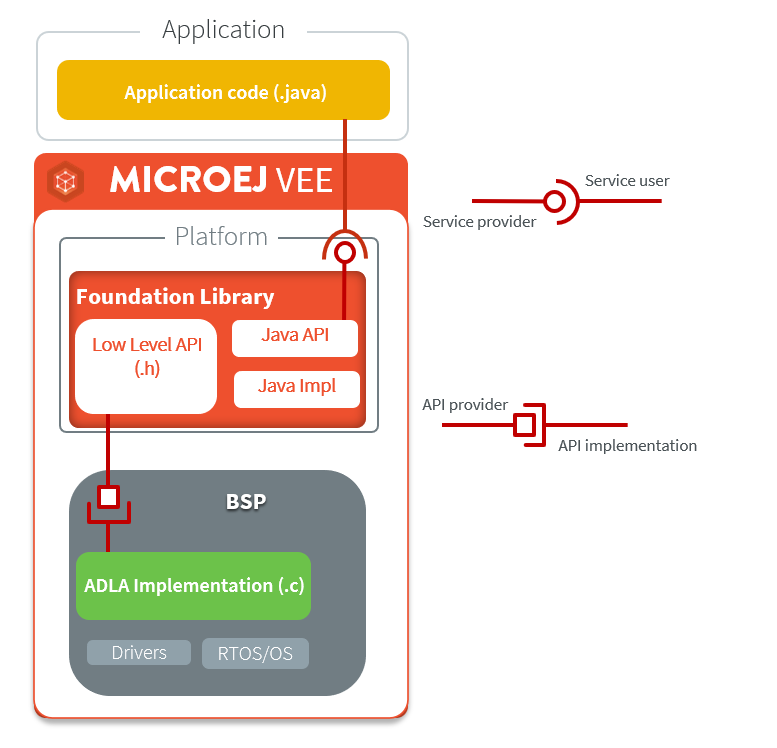 Application
Application code (.java)
MICROEJ VEE
Service user
Service provider
Platform
Foundation Library
Low Level API
(.h)
Java API
Java Impl
API provider
API implementation
BSP
ADLA Implementation (.c)
Drivers
RTOS/OS